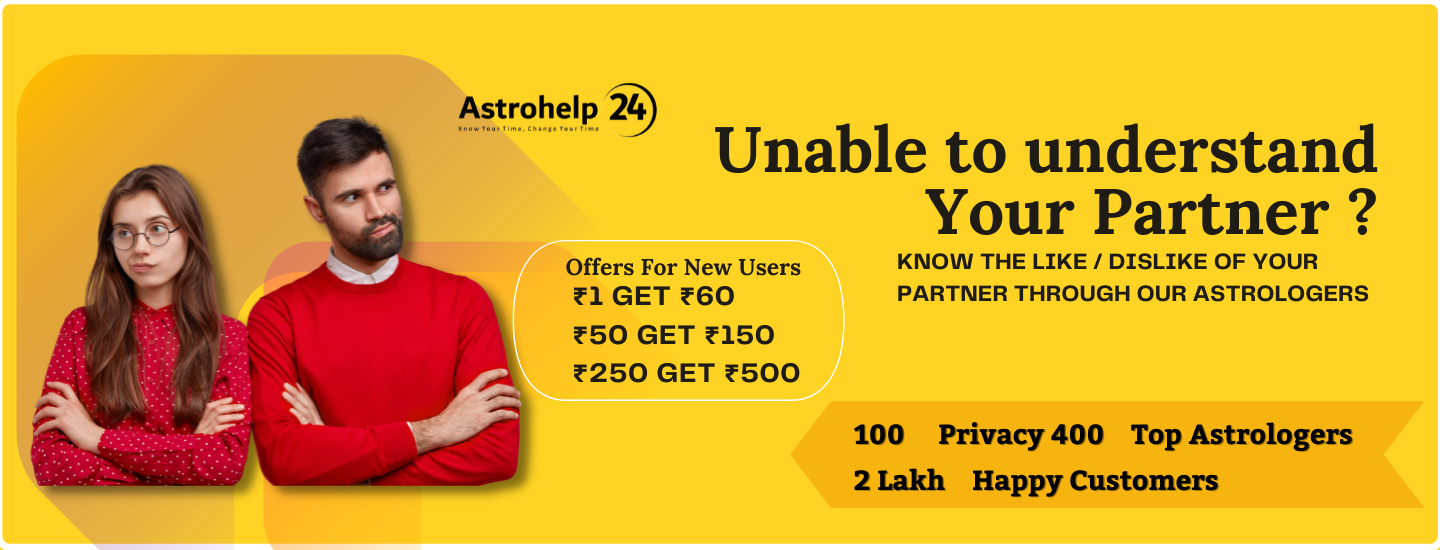 Astrohelp 24
Know Your Time, Change Your Time
Unable to understand
Your Partner ?
KNOW THE LIKE / DISLIKE OF YOUR
PARTNER THROUGH OUR ASTROLOGERS
Offers For New Users
₹1 GET ₹60
₹50 GET ₹150
₹250 GET ₹500
100 Privacy 400 Top Astrologers
2 Lakh Happy Customers